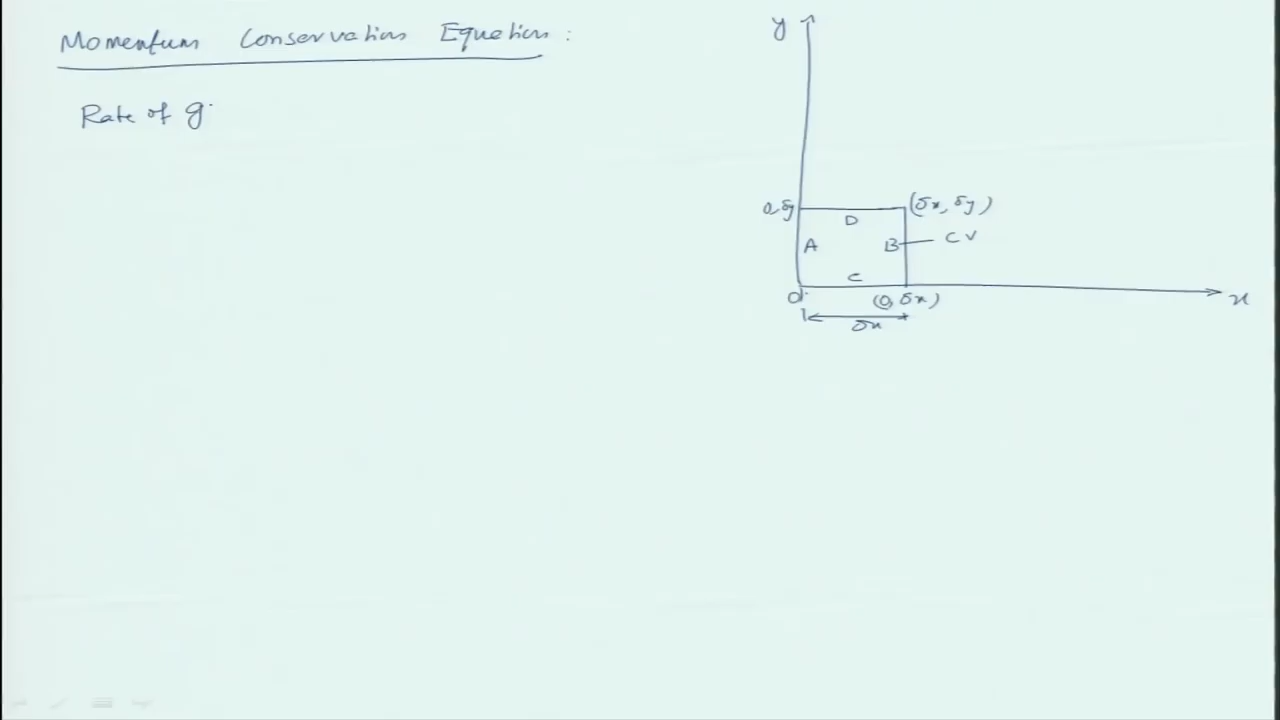 Momentum Conservation Equation :
Rate of g
y
0, δy
(δx, δy)
D
A
B
CV
C
0
(0, δx)
x
δx